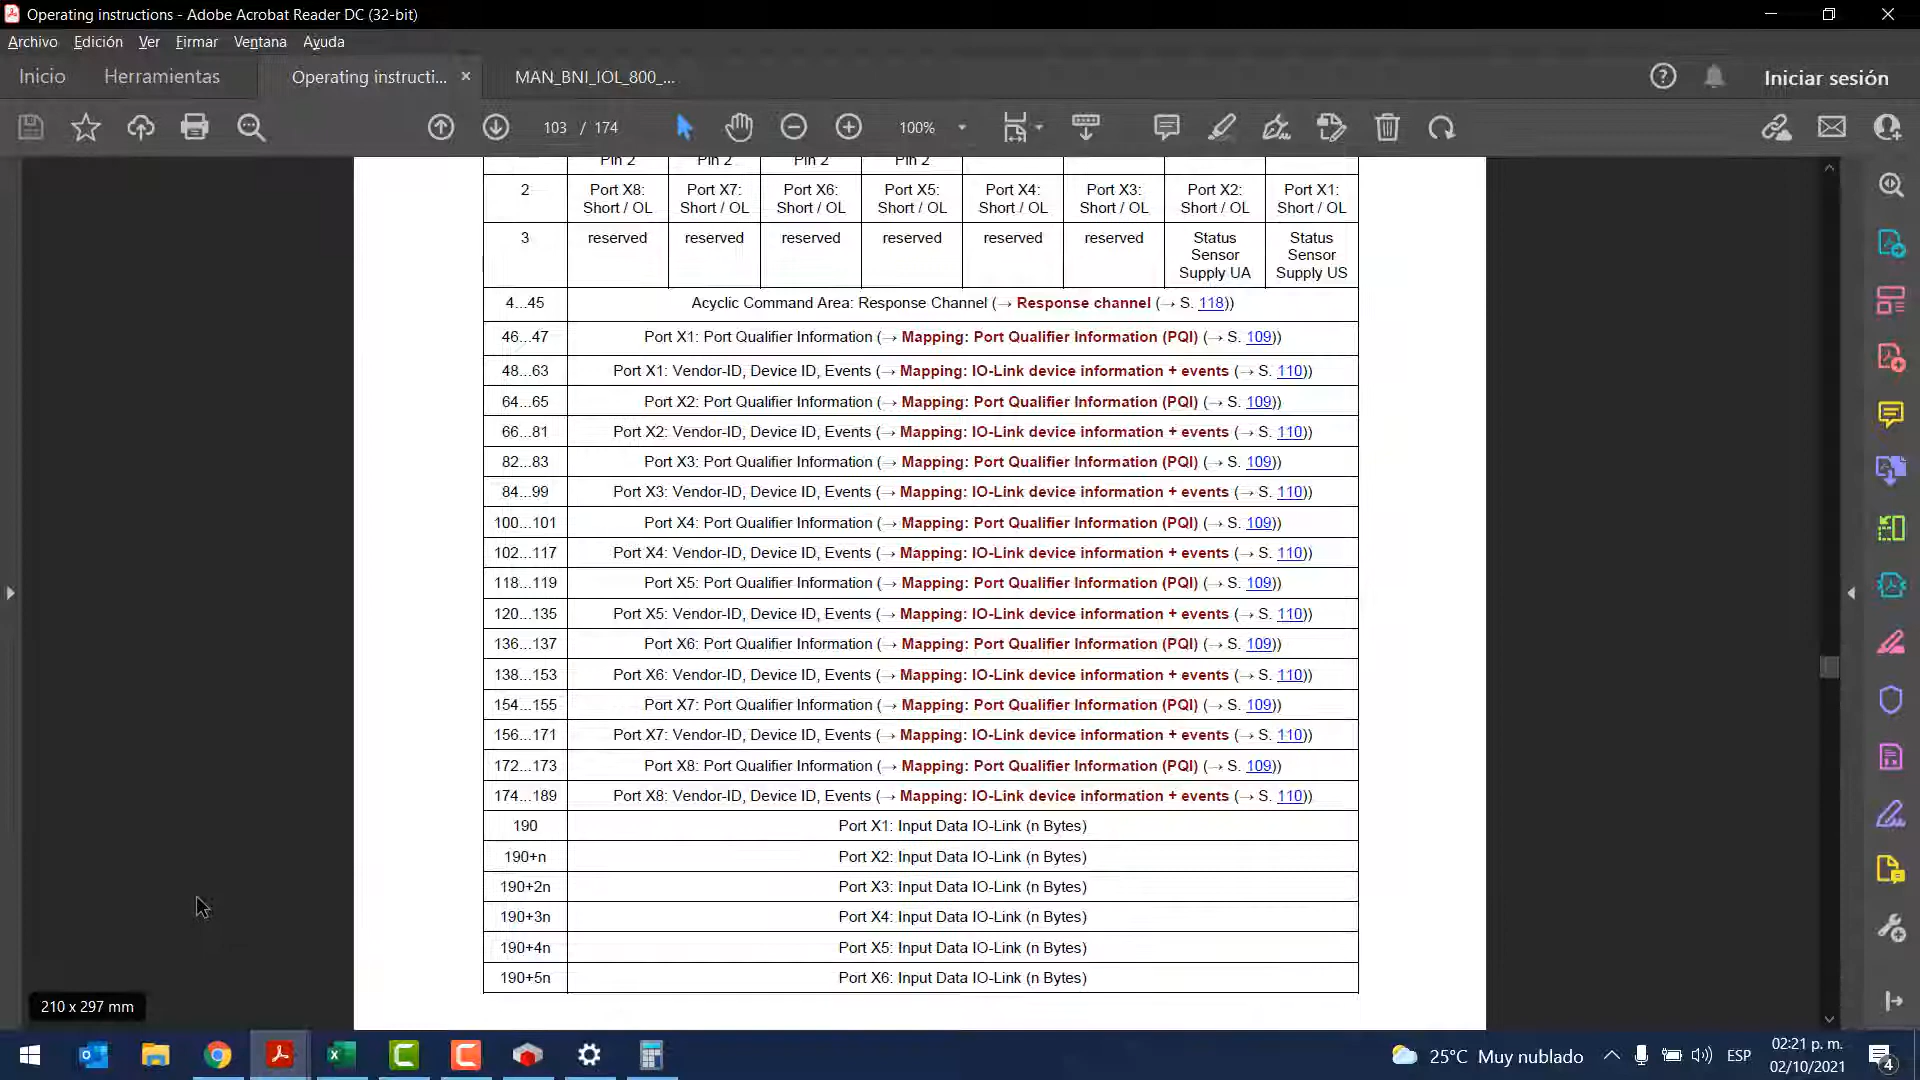 Operating instructions - Adobe Acrobat Reader DC (32-bit)
Archivo Edición Ver Firmar Ventana Ayuda
Inicio Herramientas Operating instructi... × MAN_BNI_IOL_800_... Iniciar sesión
103 / 174 100%
Pin 2 Pin 2 Pin 2 Pin 2
2 Port X8: Port X7: Port X6: Port X5: Port X4: Port X3: Port X2: Port X1:
Short / OL Short / OL Short / OL Short / OL Short / OL Short / OL Short / OL Short / OL
3 reserved reserved reserved reserved reserved reserved Status Status
Sensor Sensor
Supply UA Supply US
4...45 Acyclic Command Area: Response Channel (→ Response channel (→ S. 118))
46...47 Port X1: Port Qualifier Information (→ Mapping: Port Qualifier Information (PQI) (→ S. 109))
48...63 Port X1: Vendor-ID, Device ID, Events (→ Mapping: IO-Link device information + events (→ S. 110))
64...65 Port X2: Port Qualifier Information (→ Mapping: Port Qualifier Information (PQI) (→ S. 109))
66...81 Port X2: Vendor-ID, Device ID, Events (→ Mapping: IO-Link device information + events (→ S. 110))
82...83 Port X3: Port Qualifier Information (→ Mapping: Port Qualifier Information (PQI) (→ S. 109))
84...99 Port X3: Vendor-ID, Device ID, Events (→ Mapping: IO-Link device information + events (→ S. 110))
100...101 Port X4: Port Qualifier Information (→ Mapping: Port Qualifier Information (PQI) (→ S. 109))
102...117 Port X4: Vendor-ID, Device ID, Events (→ Mapping: IO-Link device information + events (→ S. 110))
118...119 Port X5: Port Qualifier Information (→ Mapping: Port Qualifier Information (PQI) (→ S. 109))
120...135 Port X5: Vendor-ID, Device ID, Events (→ Mapping: IO-Link device information + events (→ S. 110))
136...137 Port X6: Port Qualifier Information (→ Mapping: Port Qualifier Information (PQI) (→ S. 109))
138...153 Port X6: Vendor-ID, Device ID, Events (→ Mapping: IO-Link device information + events (→ S. 110))
154...155 Port X7: Port Qualifier Information (→ Mapping: Port Qualifier Information (PQI) (→ S. 109))
156...171 Port X7: Vendor-ID, Device ID, Events (→ Mapping: IO-Link device information + events (→ S. 110))
172...173 Port X8: Port Qualifier Information (→ Mapping: Port Qualifier Information (PQI) (→ S. 109))
174...189 Port X8: Vendor-ID, Device ID, Events (→ Mapping: IO-Link device information + events (→ S. 110))
190 Port X1: Input Data IO-Link (n Bytes)
190+n Port X2: Input Data IO-Link (n Bytes)
190+2n Port X3: Input Data IO-Link (n Bytes)
190+3n Port X4: Input Data IO-Link (n Bytes)
190+4n Port X5: Input Data IO-Link (n Bytes)
190+5n Port X6: Input Data IO-Link (n Bytes)
210 x 297 mm
25°C Muy nublado ESP 02:21 p. m.
02/10/2021
4